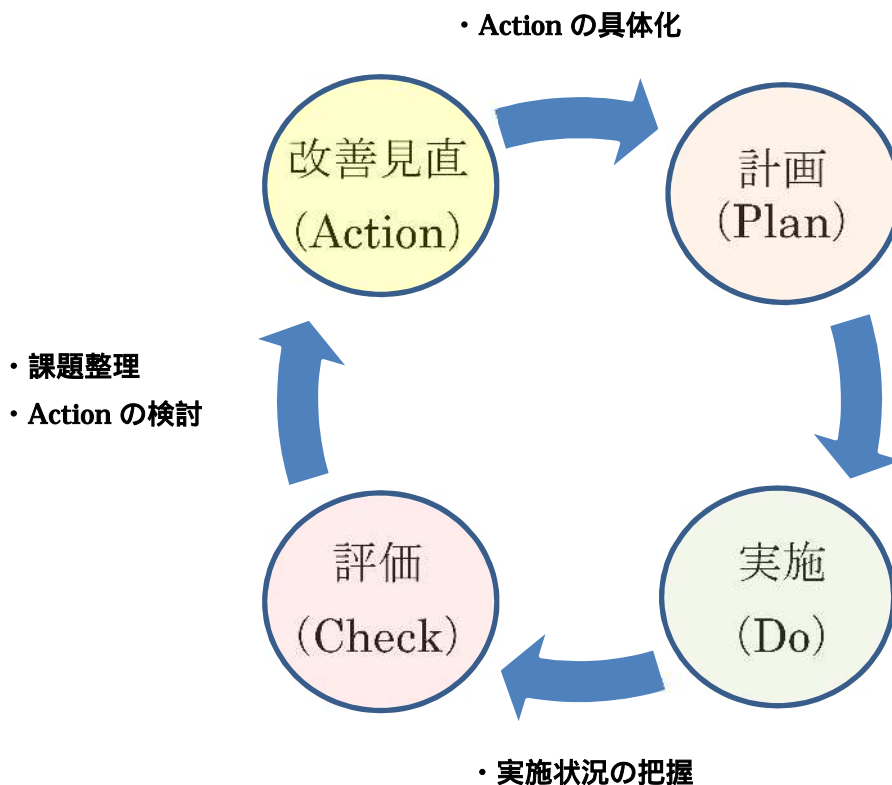 ・Action の具体化
改善見直
(Action)
計画
(Plan)
・課題整理
・Action の検討
評価
(Check)
実施
(Do)
・実施状況の把握